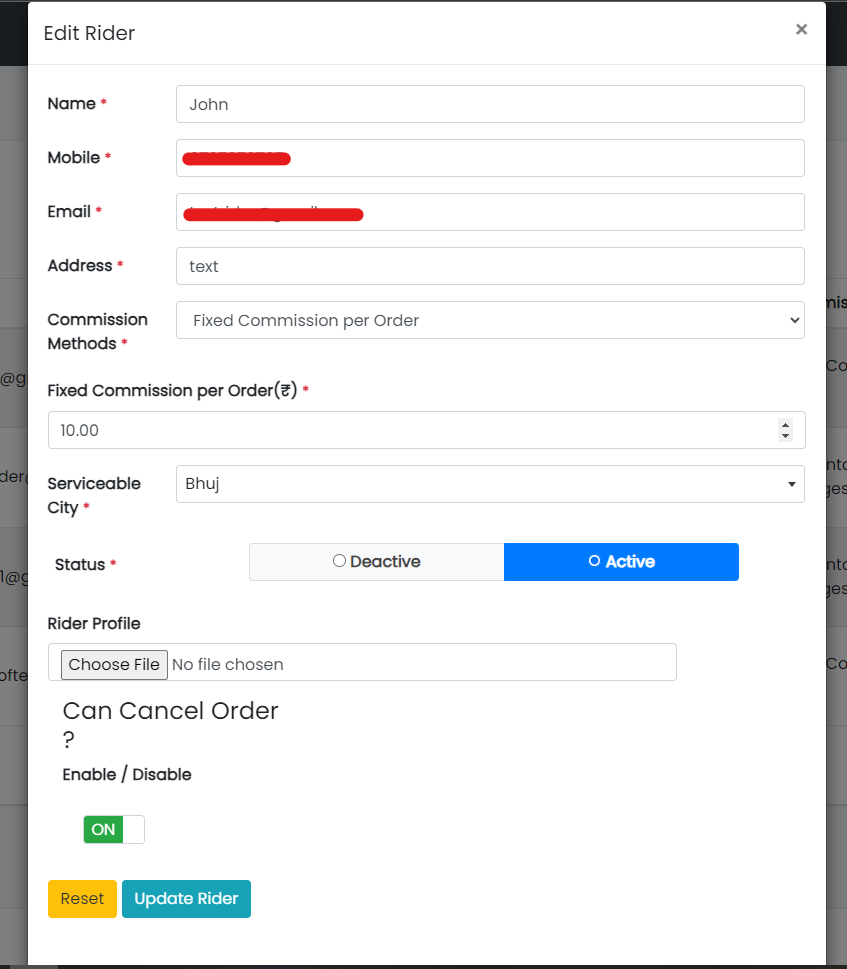 Edit Rider ×
Name * John
Mobile *
Email *
Address * text
Commission Methods * Fixed Commission per Order
Fixed Commission per Order(₹) *
10.00
Serviceable City * Bhuj
Status * Deactive Active
Rider Profile
Choose File No file chosen
Can Cancel Order
?
Enable / Disable
ON
Reset Update Rider